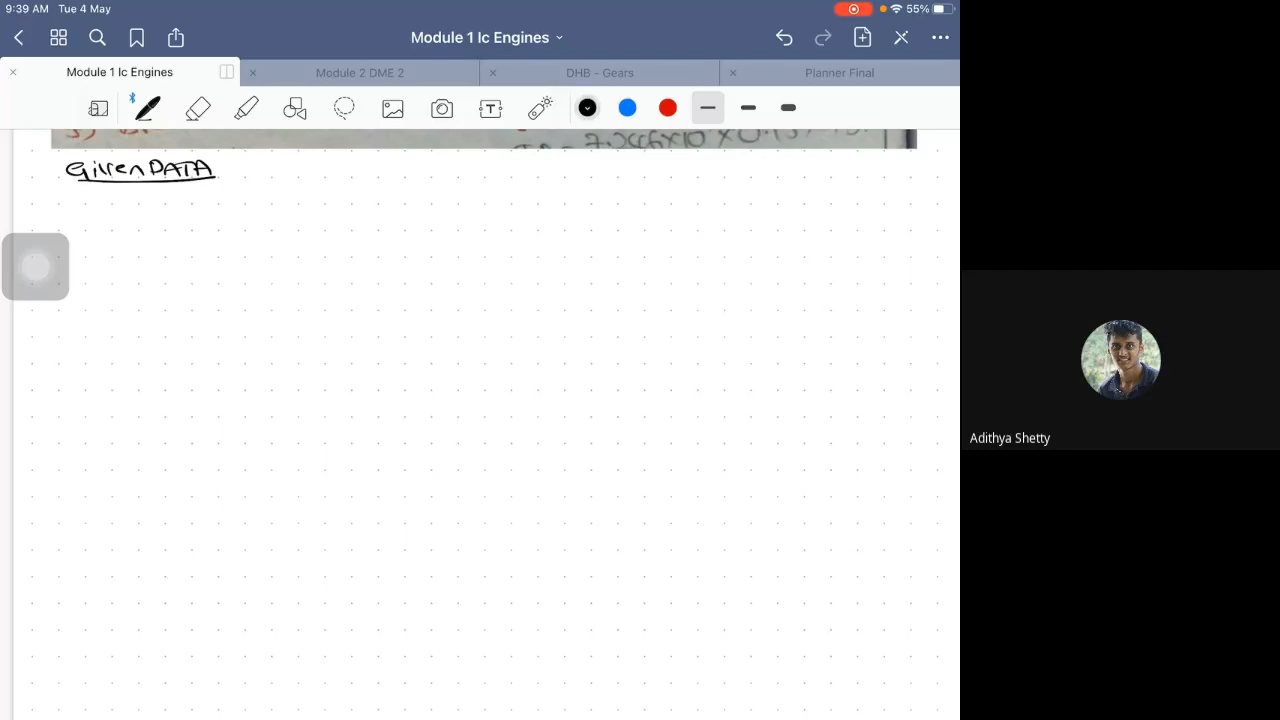 9:39 AM Tue 4 May 55%
Module 1 Ic Engines
Module 1 Ic Engines Module 2 DME 2 DHB - Gears Planner Final
T
Given DATA
Adithya Shetty